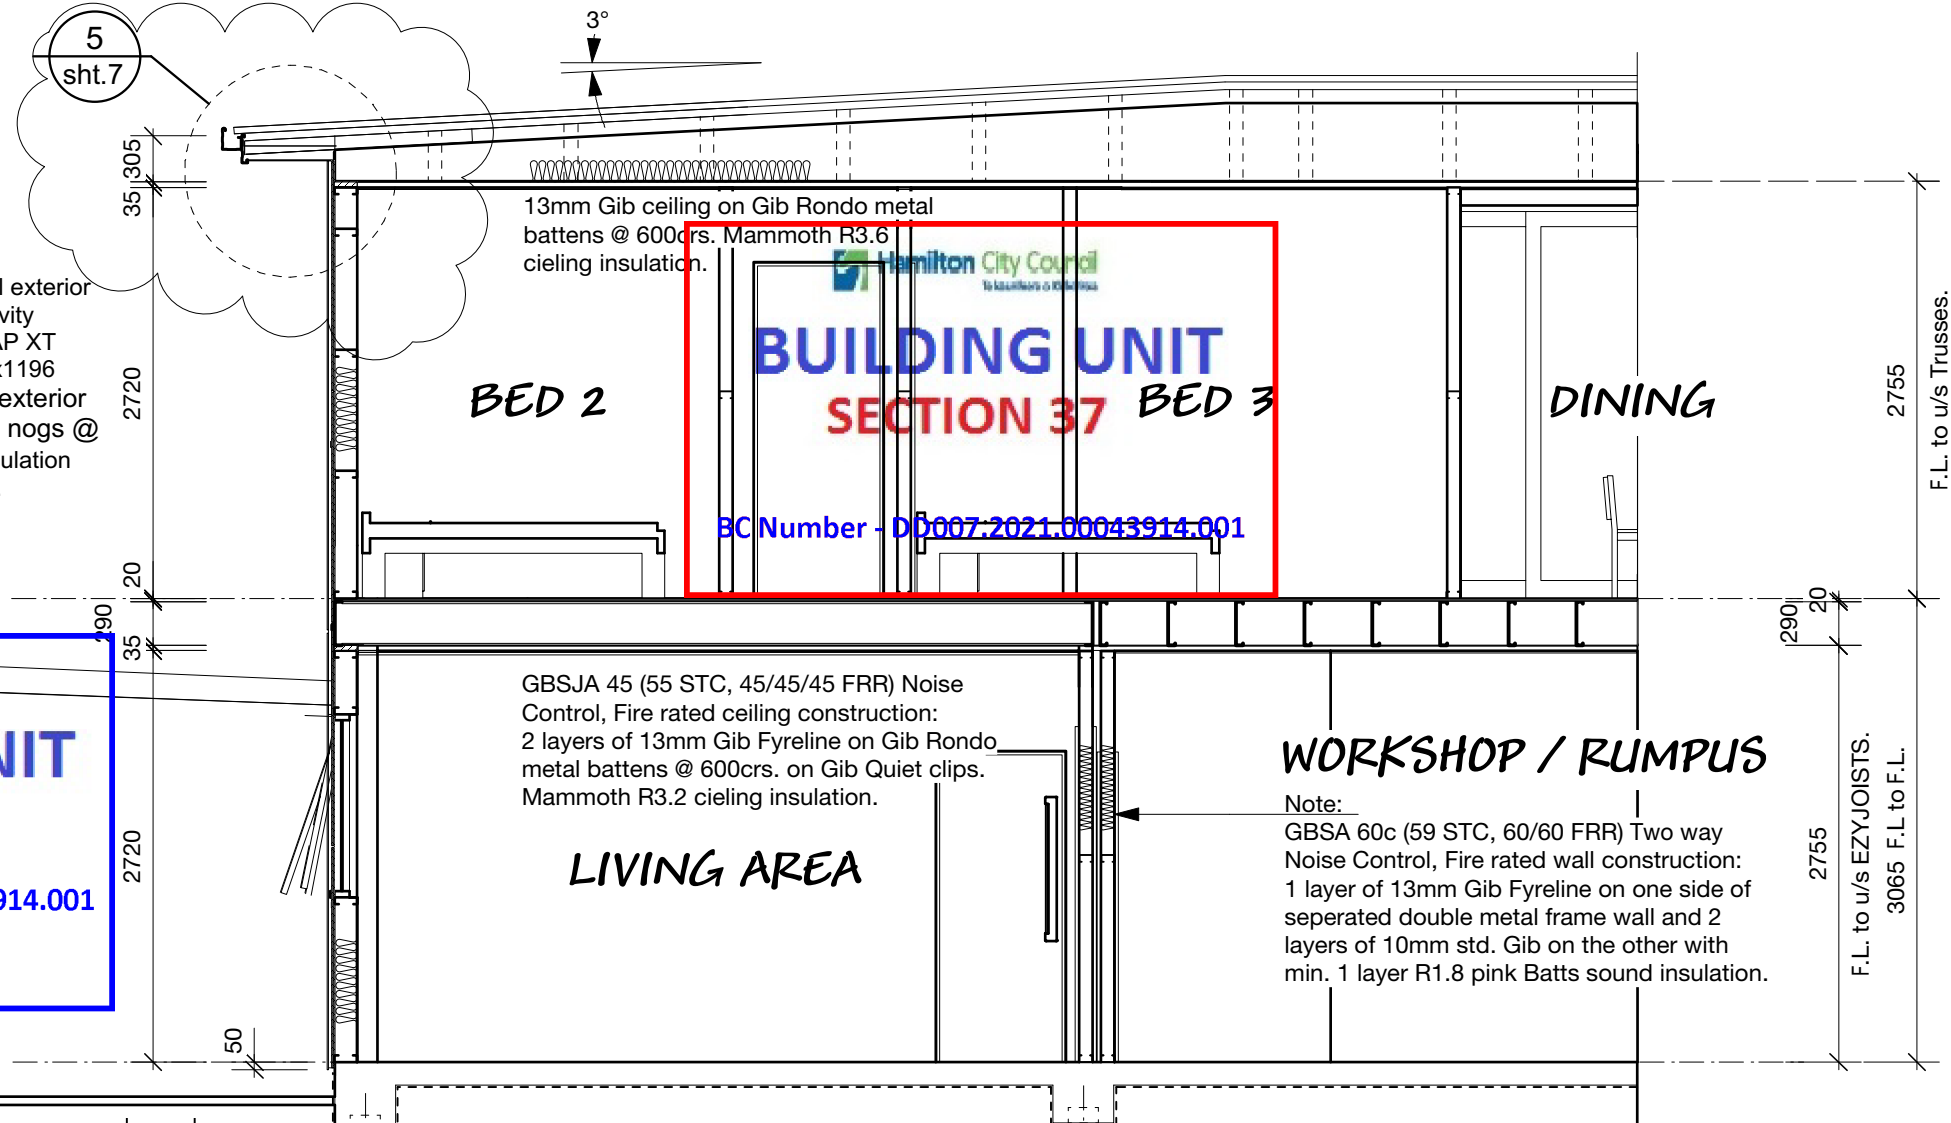 5
sht.7
3°
305
35
2720
20
290
35
2720
50
l exterior
vity
AP XT
x1196
exterior
nogs @
ulation
13mm Gib ceiling on Gib Rondo metal
battens @ 600crs. Mammoth R3.6
cieling insulation.
Hamilton City Council
BUILDING UNIT
SECTION 37
BC Number - DD007.2021.00043914.001
BED 2
BED 3
DINING
2755
F.L. to u/s Trusses.
290
20
NIT
914.001
GBSJA 45 (55 STC, 45/45/45 FRR) Noise
Control, Fire rated ceiling construction:
2 layers of 13mm Gib Fyreline on Gib Rondo
metal battens @ 600crs. on Gib Quiet clips.
Mammoth R3.2 cieling insulation.
LIVING AREA
WORKSHOP / RUMPUS
Note:
GBSA 60c (59 STC, 60/60 FRR) Two way
Noise Control, Fire rated wall construction:
1 layer of 13mm Gib Fyreline on one side of
seperated double metal frame wall and 2
layers of 10mm std. Gib on the other with
min. 1 layer R1.8 pink Batts sound insulation.
2755
F.L. to u/s EZYJOISTS.
3065 F.L to F.L.